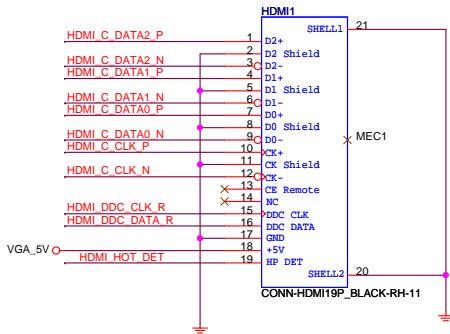 HDMI1
SHELL1 21
HDMI_C_DATA2_P 1 D2+
2 D2 Shield
HDMI_C_DATA2_N 3 D2-
HDMI_C_DATA1_P 4 D1+
5 D1 Shield
HDMI_C_DATA1_N 6 D1-
HDMI_C_DATA0_P 7 D0+
8 D0 Shield
HDMI_C_DATA0_N 9 D0- MEC1
HDMI_C_CLK_P 10 CK+
11 CK Shield
HDMI_C_CLK_N 12 CK-
13 CE Remote
14 NC
HDMI_DDC_CLK_R 15 DDC CLK
HDMI_DDC_DATA_R 16 DDC DATA
17 GND
VGA_5V 18 +5V
HDMI_HOT_DET 19 HP DET
SHELL2 20
CONN-HDMI19P_BLACK-RH-11